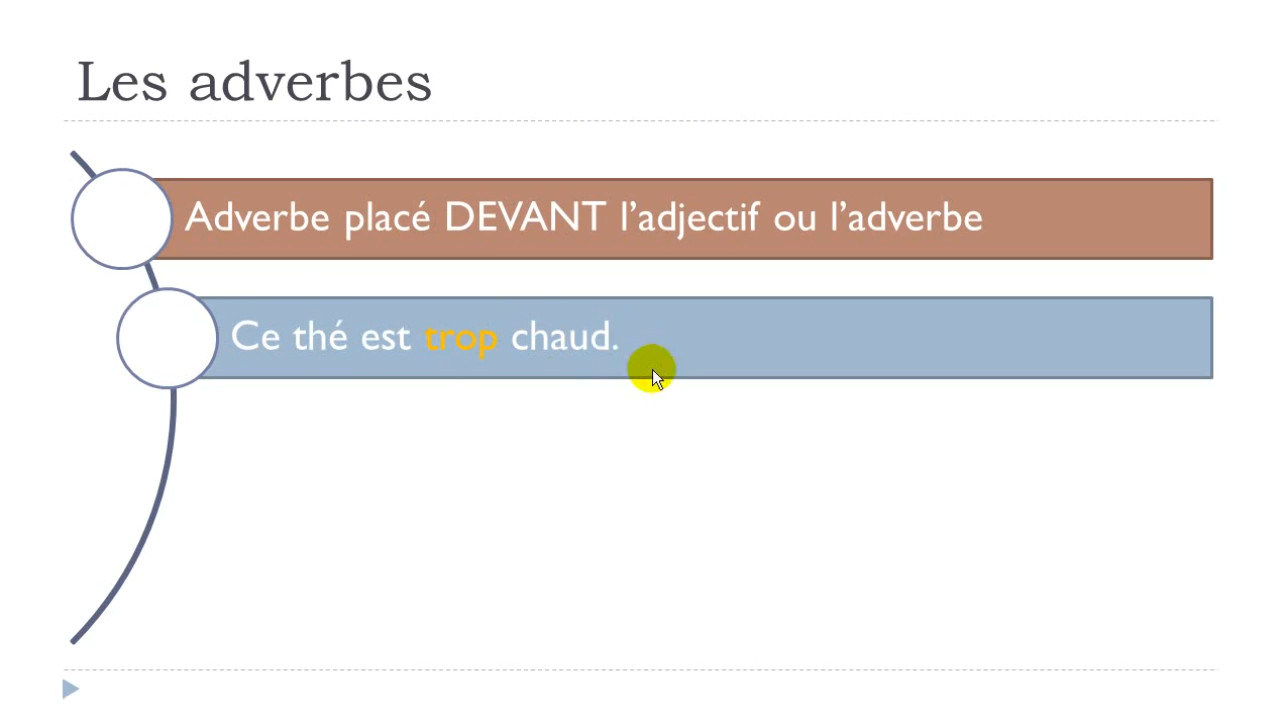 Les adverbes
Adverbe placé DEVANT l’adjectif ou l’adverbe
Ce thé est trop chaud.